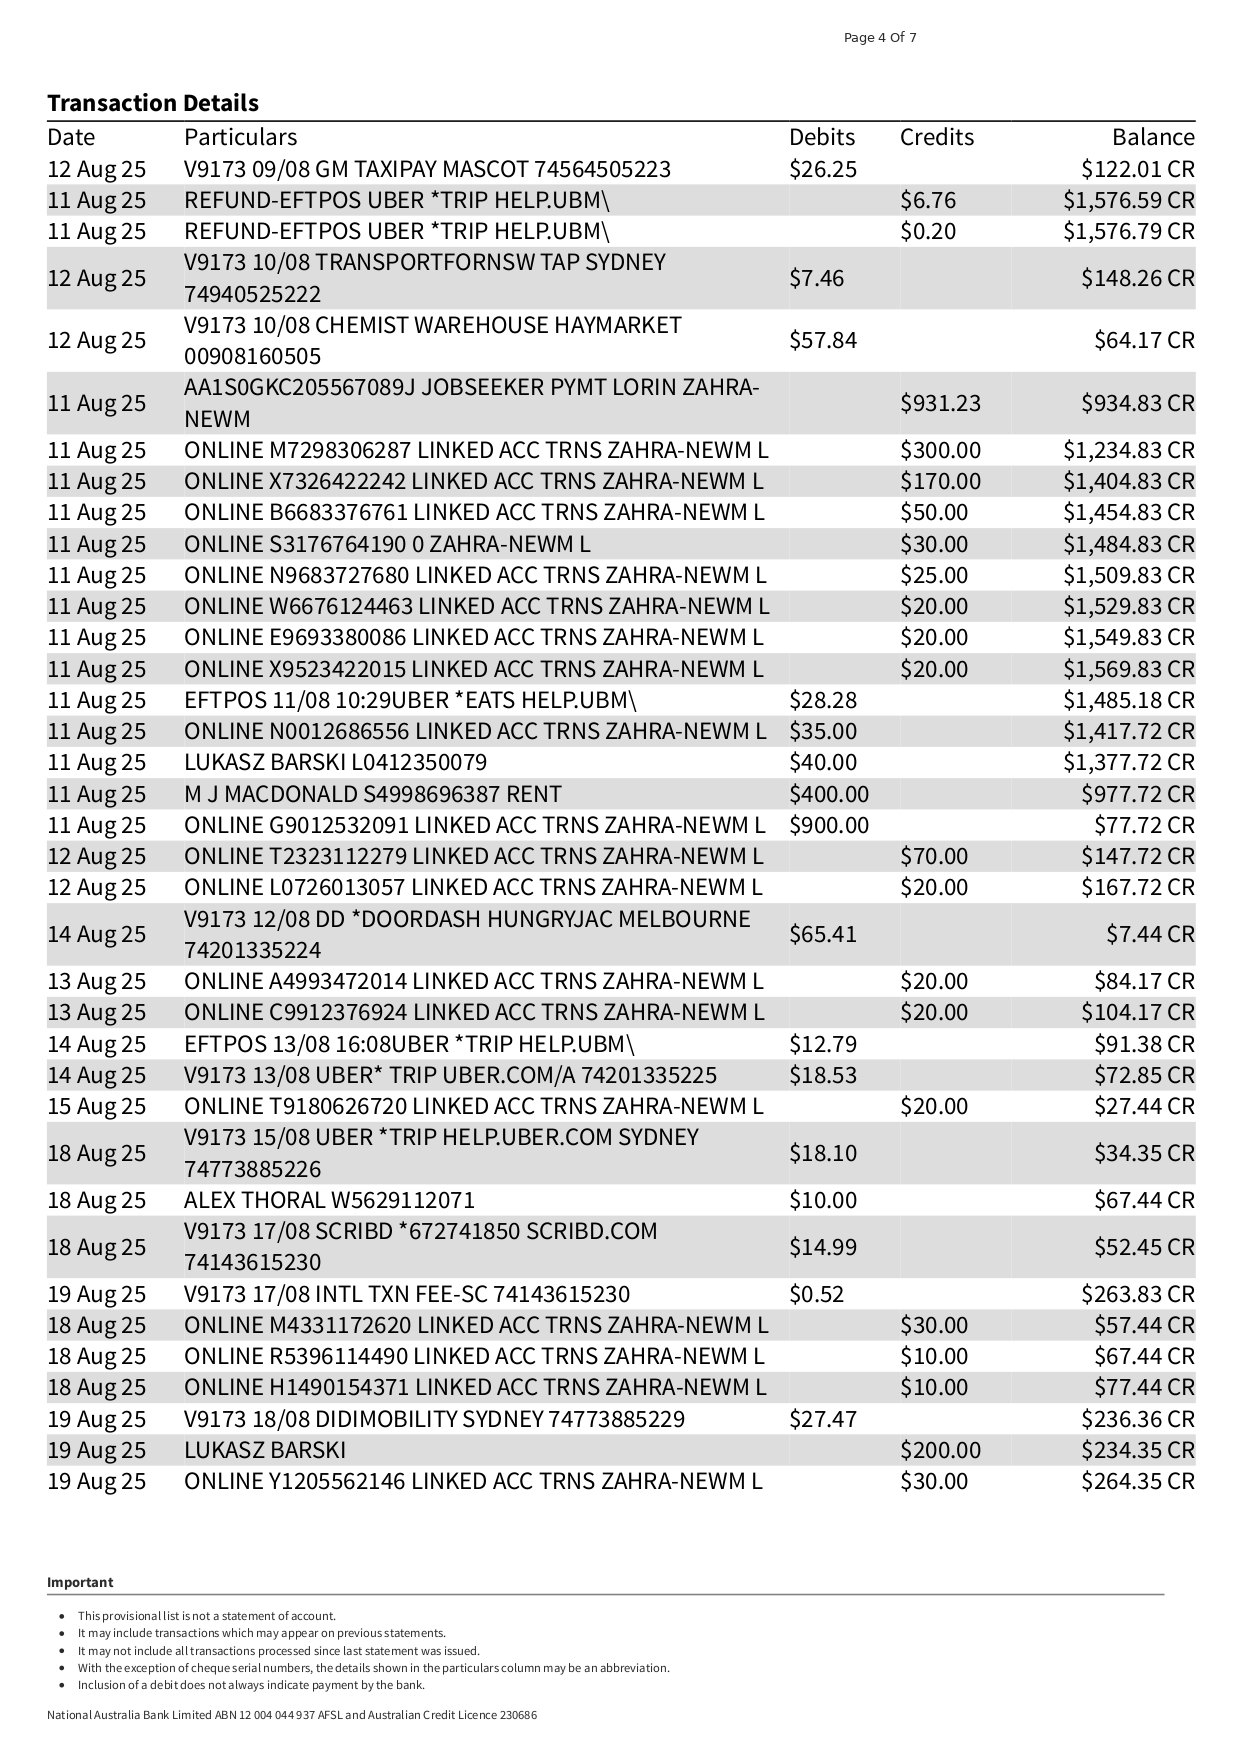 Page 4 Of 7
Transaction Details
Date Particulars Debits Credits Balance
12 Aug 25 V9173 09/08 GM TAXIPAY MASCOT 74564505223 $26.25 $122.01 CR
11 Aug 25 REFUND-EFTPOS UBER *TRIP HELP.UBM\ $6.76 $1,576.59 CR
11 Aug 25 REFUND-EFTPOS UBER *TRIP HELP.UBM\ $0.20 $1,576.79 CR
12 Aug 25 V9173 10/08 TRANSPORTFORNSW TAP SYDNEY
74940525222 $7.46 $148.26 CR
12 Aug 25 V9173 10/08 CHEMIST WAREHOUSE HAYMARKET
00908160505 $57.84 $64.17 CR
11 Aug 25 AA1S0GKC205567089J JOBSEEKER PYMT LORIN ZAHRA-
NEWM $931.23 $934.83 CR
11 Aug 25 ONLINE M7298306287 LINKED ACC TRNS ZAHRA-NEWM L $300.00 $1,234.83 CR
11 Aug 25 ONLINE X7326422242 LINKED ACC TRNS ZAHRA-NEWM L $170.00 $1,404.83 CR
11 Aug 25 ONLINE B6683376761 LINKED ACC TRNS ZAHRA-NEWM L $50.00 $1,454.83 CR
11 Aug 25 ONLINE S3176764190 0 ZAHRA-NEWM L $30.00 $1,484.83 CR
11 Aug 25 ONLINE N9683727680 LINKED ACC TRNS ZAHRA-NEWM L $25.00 $1,509.83 CR
11 Aug 25 ONLINE W6676124463 LINKED ACC TRNS ZAHRA-NEWM L $20.00 $1,529.83 CR
11 Aug 25 ONLINE E9693380086 LINKED ACC TRNS ZAHRA-NEWM L $20.00 $1,549.83 CR
11 Aug 25 ONLINE X9523422015 LINKED ACC TRNS ZAHRA-NEWM L $20.00 $1,569.83 CR
11 Aug 25 EFTPOS 11/08 10:29UBER *EATS HELP.UBM\ $28.28 $1,485.18 CR
11 Aug 25 ONLINE N0012686556 LINKED ACC TRNS ZAHRA-NEWM L $35.00 $1,417.72 CR
11 Aug 25 LUKASZ BARSKI L0412350079 $40.00 $1,377.72 CR
11 Aug 25 M J MACDONALD S4998696387 RENT $400.00 $977.72 CR
11 Aug 25 ONLINE G9012532091 LINKED ACC TRNS ZAHRA-NEWM L $900.00 $77.72 CR
12 Aug 25 ONLINE T2323112279 LINKED ACC TRNS ZAHRA-NEWM L $70.00 $147.72 CR
12 Aug 25 ONLINE L0726013057 LINKED ACC TRNS ZAHRA-NEWM L $20.00 $167.72 CR
14 Aug 25 V9173 12/08 DD *DOORDASH HUNGRYJAC MELBOURNE
74201335224 $65.41 $7.44 CR
13 Aug 25 ONLINE A4993472014 LINKED ACC TRNS ZAHRA-NEWM L $20.00 $84.17 CR
13 Aug 25 ONLINE C9912376924 LINKED ACC TRNS ZAHRA-NEWM L $20.00 $104.17 CR
14 Aug 25 EFTPOS 13/08 16:08UBER *TRIP HELP.UBM\ $12.79 $91.38 CR
14 Aug 25 V9173 13/08 UBER* TRIP UBER.COM/A 74201335225 $18.53 $72.85 CR
15 Aug 25 ONLINE T9180626720 LINKED ACC TRNS ZAHRA-NEWM L $20.00 $27.44 CR
18 Aug 25 V9173 15/08 UBER *TRIP HELP.UBER.COM SYDNEY
74773885226 $18.10 $34.35 CR
18 Aug 25 ALEX THORAL W5629112071 $10.00 $67.44 CR
18 Aug 25 V9173 17/08 SCRIBD *672741850 SCRIBD.COM
74143615230 $14.99 $52.45 CR
19 Aug 25 V9173 17/08 INTL TXN FEE-SC 74143615230 $0.52 $263.83 CR
18 Aug 25 ONLINE M4331172620 LINKED ACC TRNS ZAHRA-NEWM L $30.00 $57.44 CR
18 Aug 25 ONLINE R5396114490 LINKED ACC TRNS ZAHRA-NEWM L $10.00 $67.44 CR
18 Aug 25 ONLINE H1490154371 LINKED ACC TRNS ZAHRA-NEWM L $10.00 $77.44 CR
19 Aug 25 V9173 18/08 DIDIMOBILITY SYDNEY 74773885229 $27.47 $236.36 CR
19 Aug 25 LUKASZ BARSKI $200.00 $234.35 CR
19 Aug 25 ONLINE Y1205562146 LINKED ACC TRNS ZAHRA-NEWM L $30.00 $264.35 CR
Important
• This provisional list is not a statement of account.
• It may include transactions which may appear on previous statements.
• It may not include all transactions processed since last statement was issued.
• With the exception of cheque serial numbers, the details shown in the particulars column may be an abbreviation.
• Inclusion of a debit does not always indicate payment by the bank.
National Australia Bank Limited ABN 12 004 044 937 AFSL and Australian Credit Licence 230686